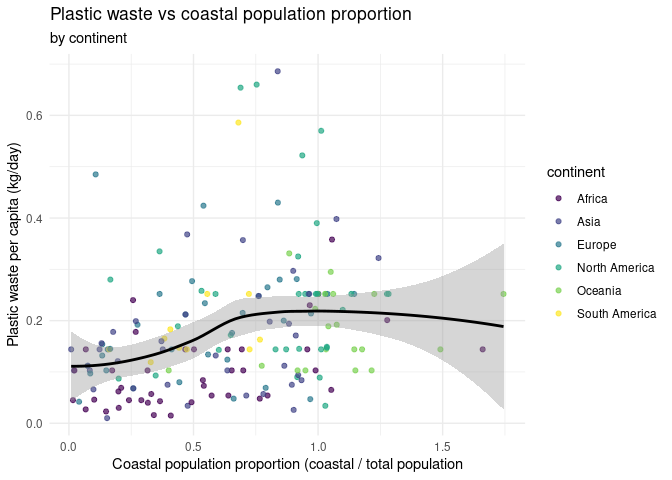 Plastic waste vs coastal population proportion
by continent
Plastic waste per capita (kg/day)
0.6
0.4
0.2
0.0
0.0 0.5 1.0 1.5
Coastal population proportion (coastal / total population
continent
Africa
Asia
Europe
North America
Oceania
South America